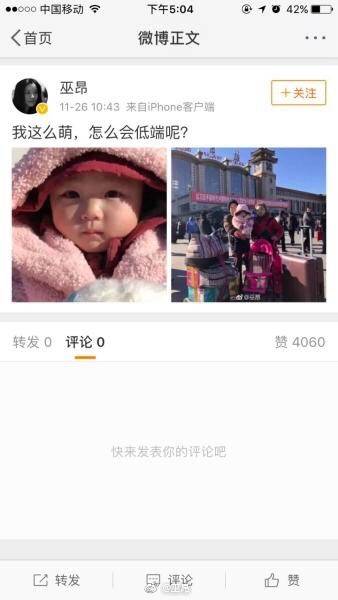 中国移动
下午5:04
42%
首页
微博正文
巫昂
+关注
11-26 10:43 来自iPhone客户端
我这么萌，怎么会低端呢?
@巫昂
转发 0 评论 0 赞 4060
快来发表你的评论吧
转发 评论 赞
@巫昂